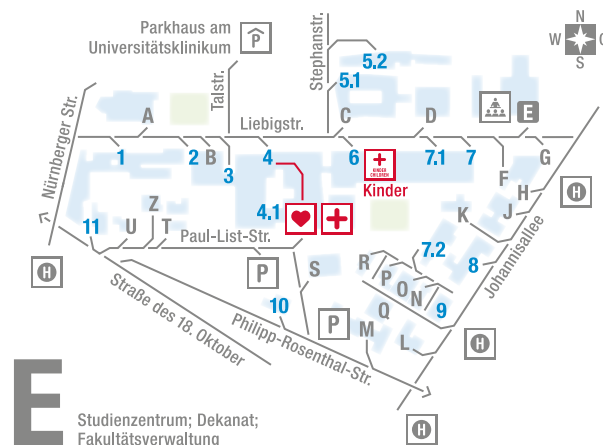 Parkhaus am
Universitätsklinikum
P
Talstr.
Stephanstr.
5.2
5.1
N
W O
S
Nürnberger Str.
A
Liebigstr.
C
D
E
1
2
B
3
4
6
KINDER
CHILDREN
Kinder
7.1
7
F
G
H
J
H
K
4.1
11
U
Z
T
Paul-List-Str.
P
S
R
P
O
N
7.2
8
9
Johannisallee
H
Straße des 18. Oktober
10
Philipp-Rosenthal-Str.
P
Q
M
L
H
H
E
Studienzentrum; Dekanat;
Fakultätsverwaltung